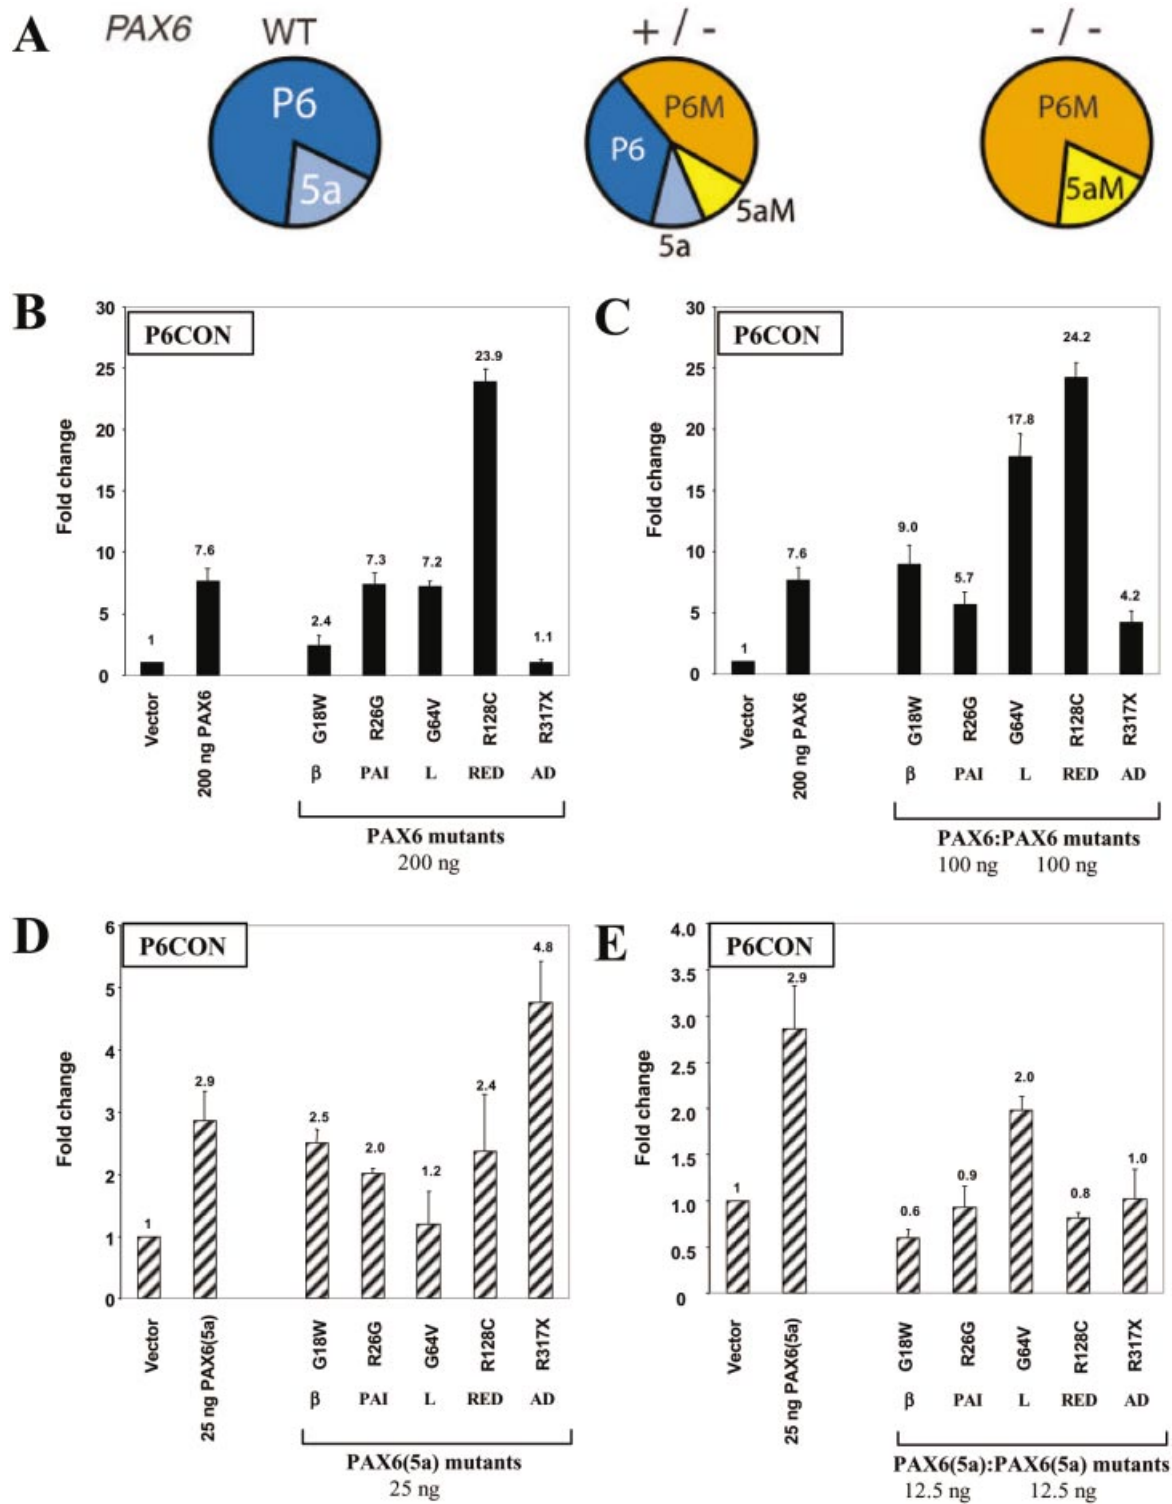 A
PAX6 WT + / - - / -
P6 5a
P6 P6M 5a 5aM
P6M 5aM
B
P6CON
Fold change
30
25
20
15
10
5
0
1 7.6 2.4 7.3 7.2 23.9 1.1
Vector
200 ng PAX6
G18W
R26G
G64V
R128C
R317X
β PAI L RED AD
PAX6 mutants
200 ng
C
P6CON
Fold change
30
25
20
15
10
5
0
1 7.6 9.0 5.7 17.8 24.2 4.2
Vector
200 ng PAX6
G18W
R26G
G64V
R128C
R317X
β PAI L RED AD
PAX6:PAX6 mutants
100 ng 100 ng
D
P6CON
Fold change
6
5
4
3
2
1
0
1 2.9 2.5 2.0 1.2 2.4 4.8
Vector
25 ng PAX6(5a)
G18W
R26G
G64V
R128C
R317X
β PAI L RED AD
PAX6(5a) mutants
25 ng
E
P6CON
Fold change
4.0
3.5
3.0
2.5
2.0
1.5
1.0
0.5
0
1 2.9 0.6 0.9 2.0 0.8 1.0
Vector
25 ng PAX6(5a)
G18W
R26G
G64V
R128C
R317X
β PAI L RED AD
PAX6(5a):PAX6(5a) mutants
12.5 ng 12.5 ng